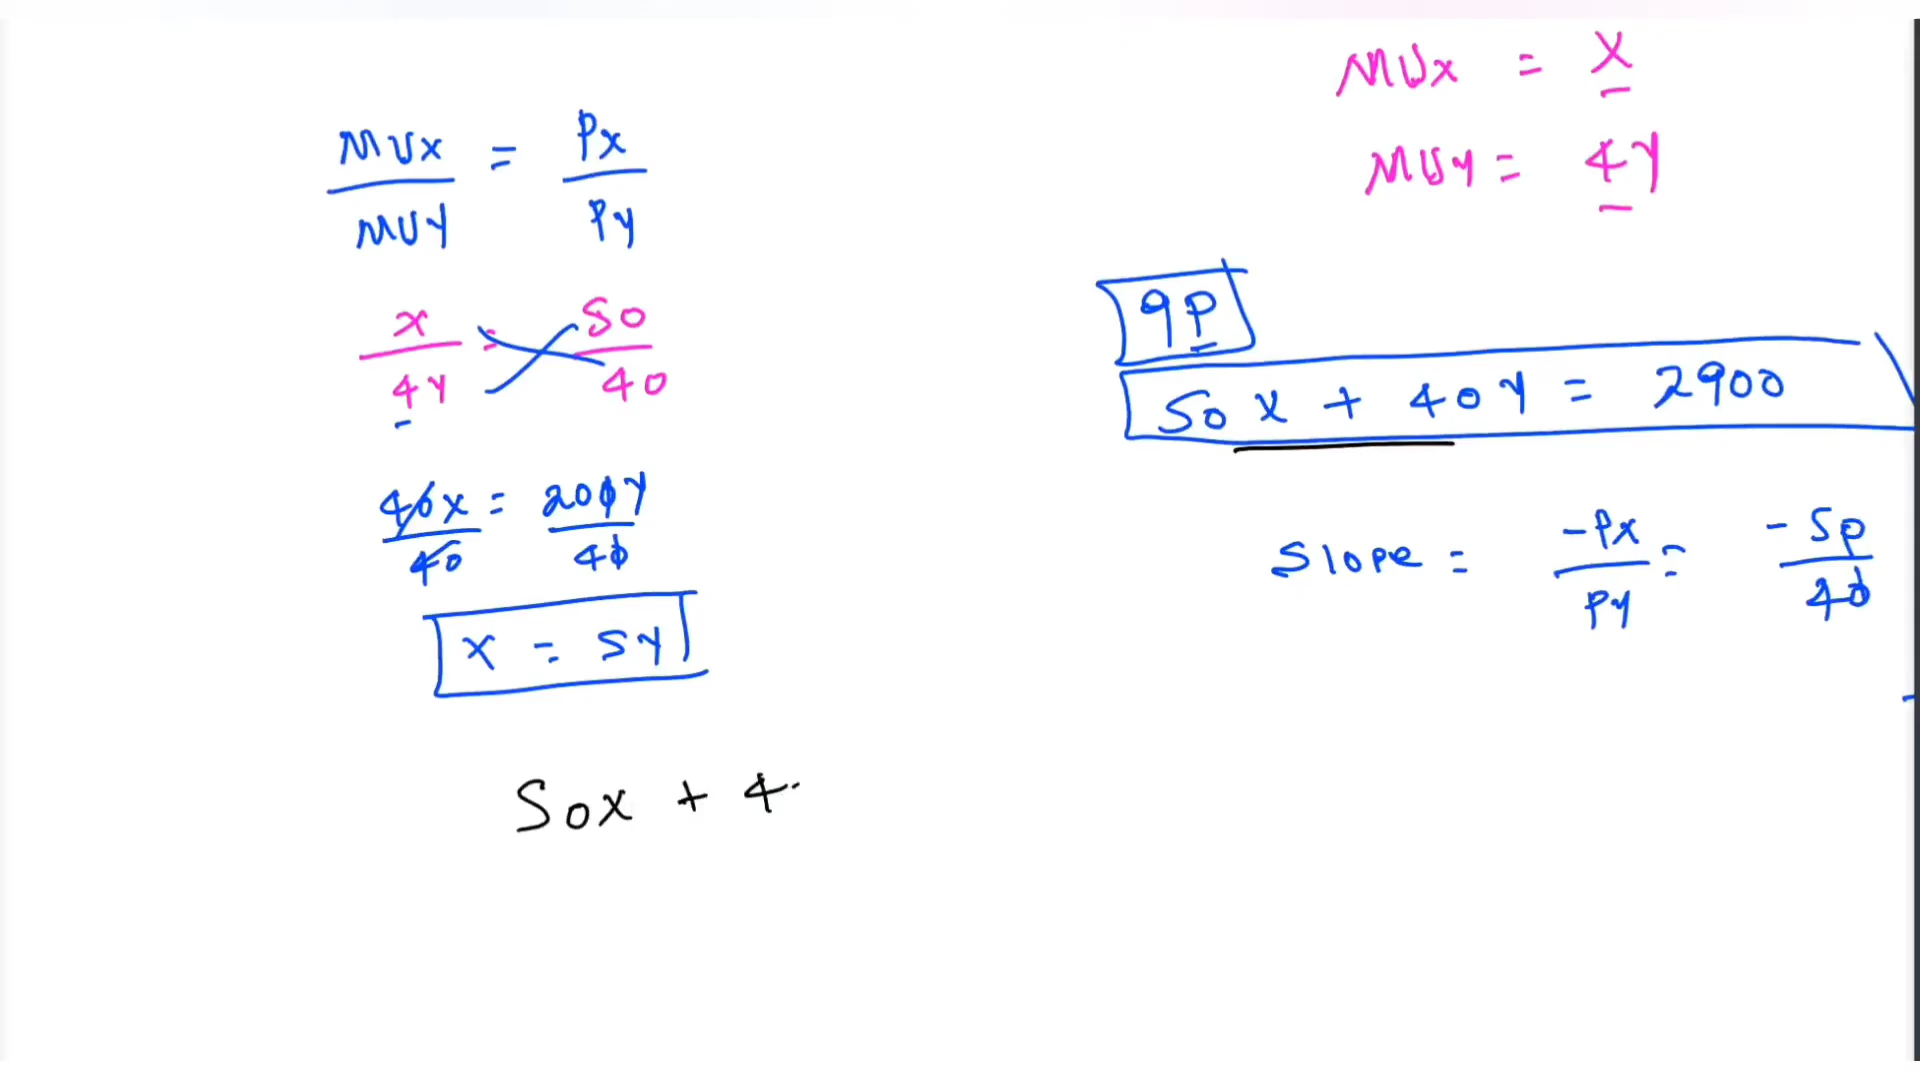 MUx / MUY = Px / PY
x / 4Y = 50 / 40
40x / 40 = 200Y / 40
x = 5Y
50x + 4
MUx = X
MUY = 4Y
50x + 40Y = 2900
Slope = -Px / PY = -50 / 40